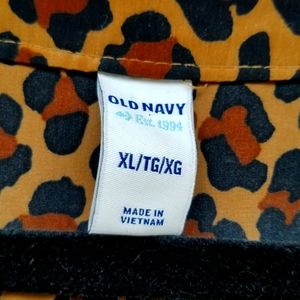 OLD NAVY
Est. 1994
XL/TG/XG
MADE IN
VIETNAM